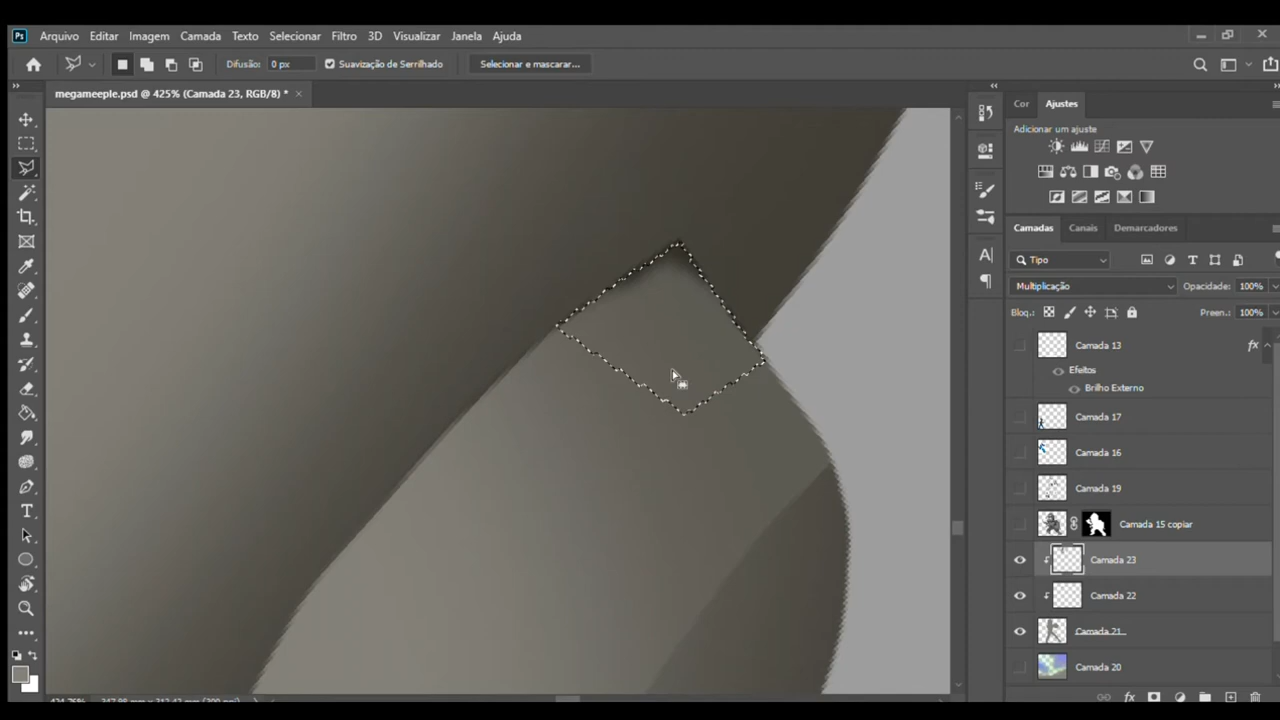 Ps Arquivo Editar Imagem Camada Texto Selecionar Filtro 3D Visualizar Janela Ajuda
Difusão: 0 px Suavização de Serrilhado Selecionar e mascarar...
megameeple.psd @ 425% (Camada 23, RGB/8) *
Cor Ajustes
Adicionar um ajuste
Camadas Canais Demarcadores
Tipo
Multiplicação Opacidade: 100%
Bloq.: Preen.: 100%
Camada 13 fx
Efeitos
Brilho Externo
Camada 17
Camada 16
Camada 19
Camada 15 copiar
Camada 23
Camada 22
Camada 21
Camada 20
fx